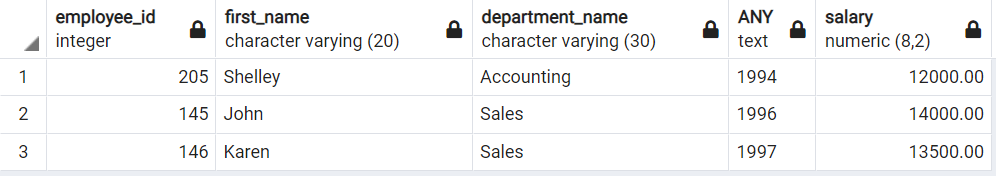 employee_id first_name department_name ANY salary
integer character varying (20) character varying (30) text numeric (8,2)
1 205 Shelley Accounting 1994 12000.00
2 145 John Sales 1996 14000.00
3 146 Karen Sales 1997 13500.00